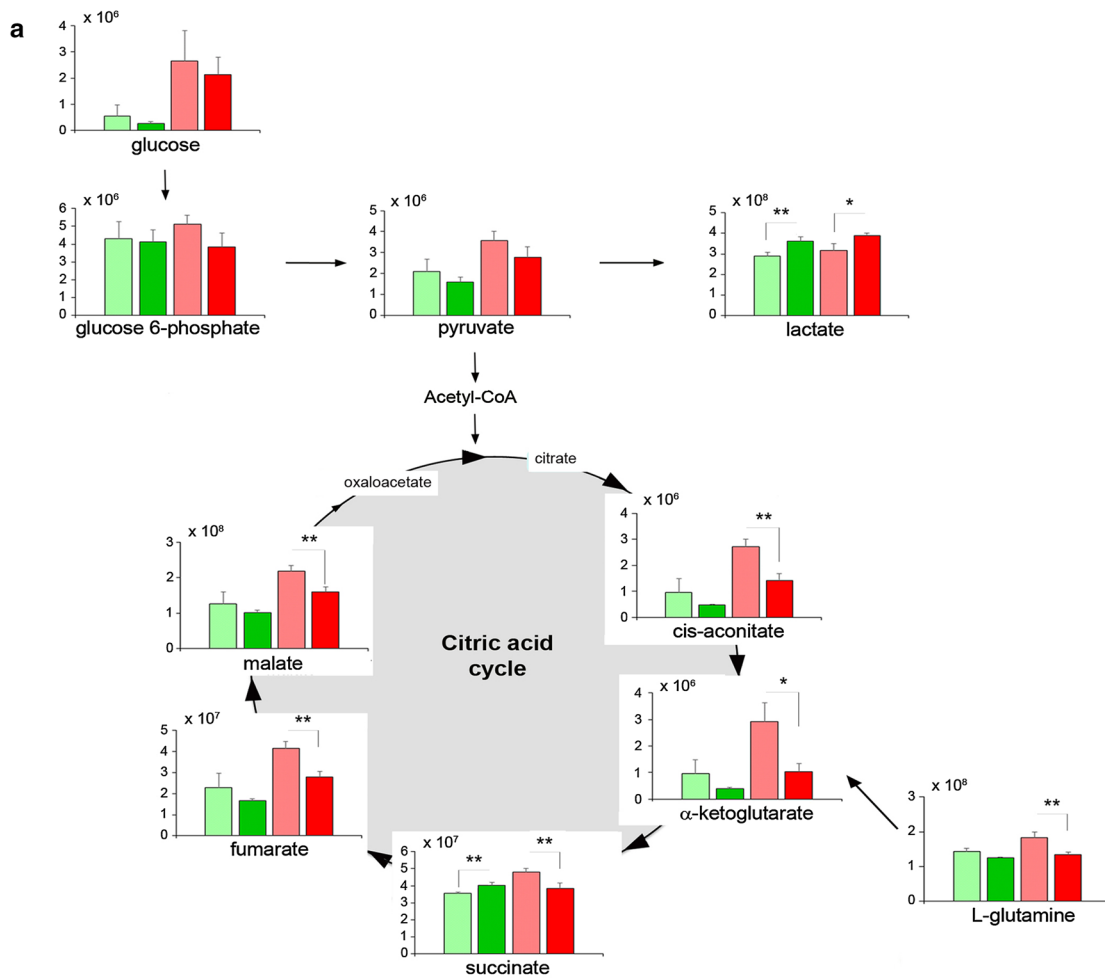 a
x 10⁶
4
3
2
1
0
glucose
x 10⁶
6
5
4
3
2
1
0
glucose 6-phosphate
x 10⁶
5
4
3
2
1
0
pyruvate
x 10⁸
5
4
3
2
1
0
**
*
lactate
Acetyl-CoA
citrate
oxaloacetate
x 10⁶
4
3
2
1
0
**
cis-aconitate
x 10⁸
3
2
1
0
**
malate
Citric acid
cycle
x 10⁶
4
3
2
1
0
*
α-ketoglutarate
x 10⁷
5
4
3
2
1
0
**
fumarate
x 10⁸
3
2
1
0
**
L-glutamine
x 10⁷
6
5
4
3
2
1
0
**
**
succinate